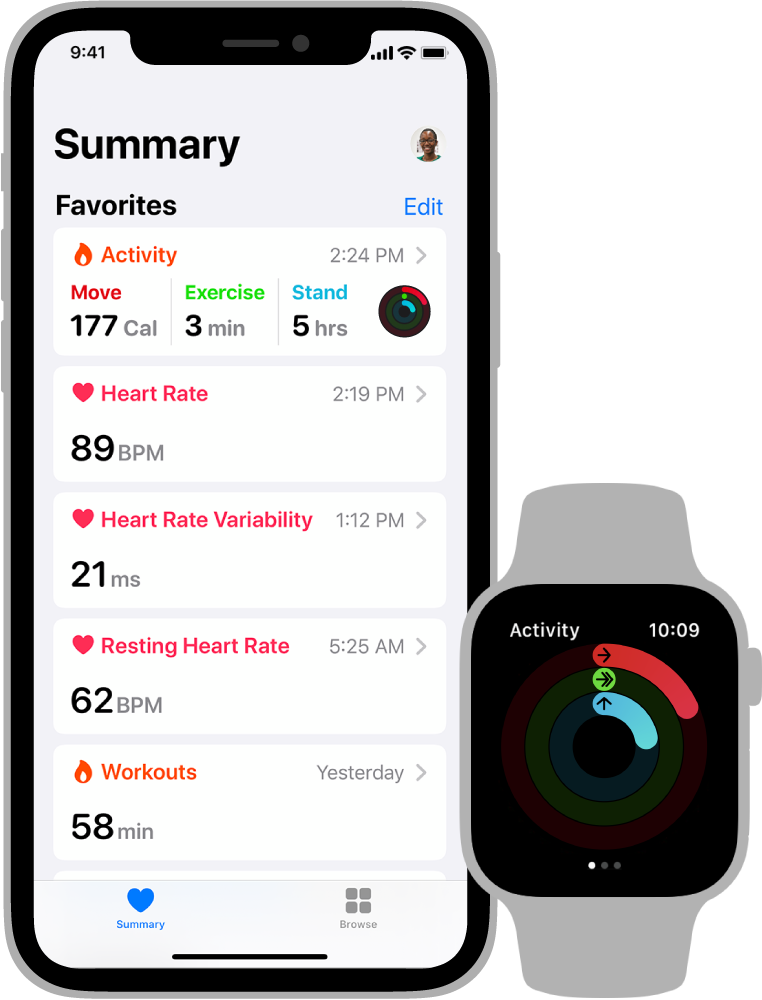 9:41
Summary
Favorites Edit
Activity 2:24 PM
Move Exercise Stand
177 Cal 3 min 5 hrs
Heart Rate 2:19 PM
89 BPM
Heart Rate Variability 1:12 PM
21 ms
Resting Heart Rate 5:25 AM
62 BPM
Workouts Yesterday
58 min
Summary Browse
Activity 10:09